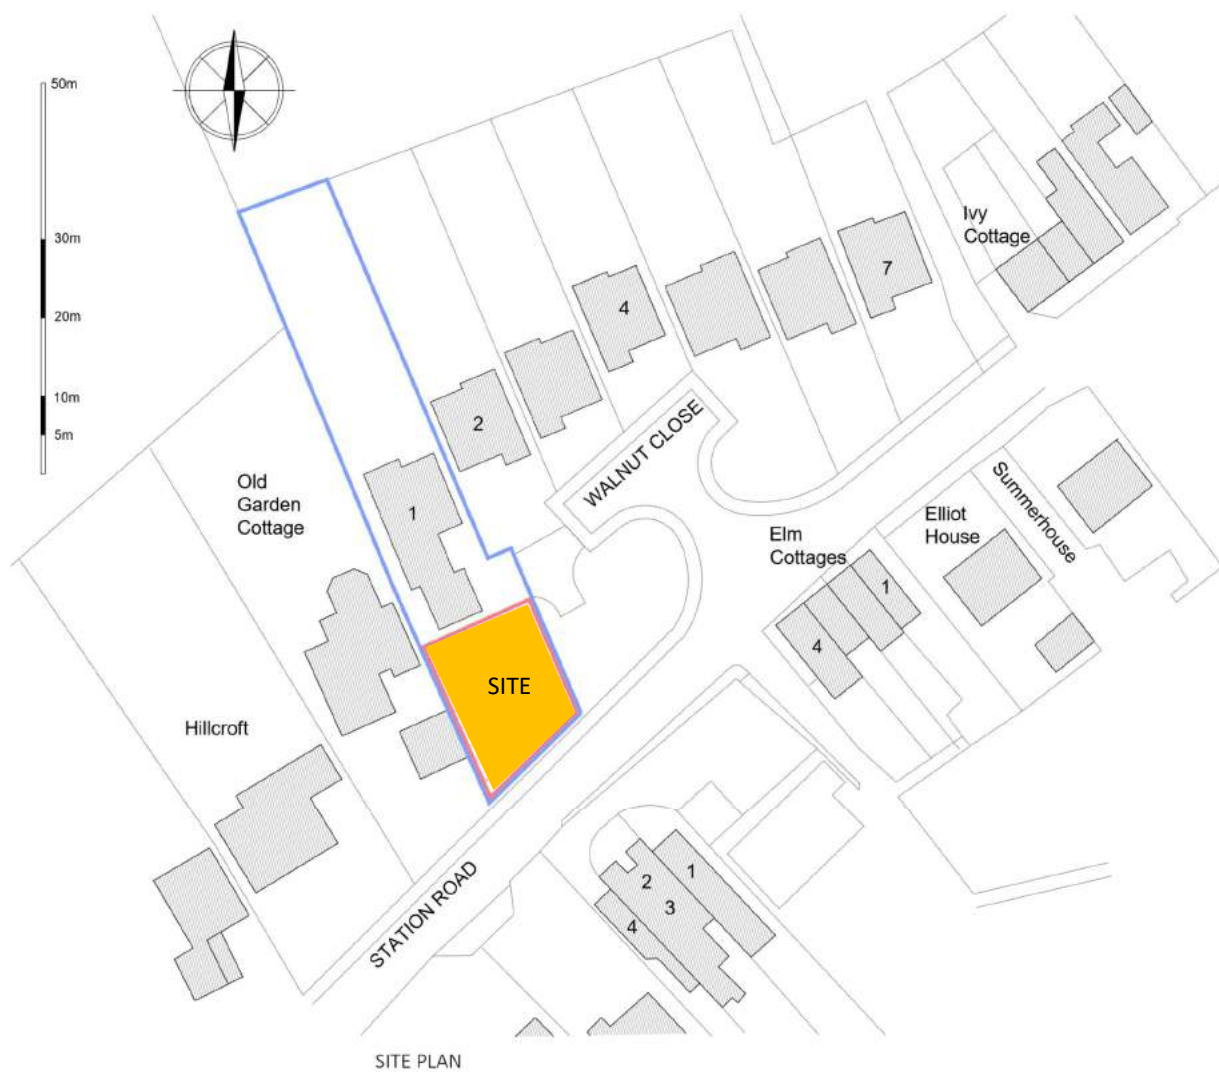 50m
30m
20m
10m
5m
Ivy
Cottage
7
4
2
WALNUT CLOSE
Old
Garden
Cottage
1
Elm
Cottages
Elliot
House
Summerhouse
1
4
SITE
Hillcroft
STATION ROAD
1
2
3
4
SITE PLAN